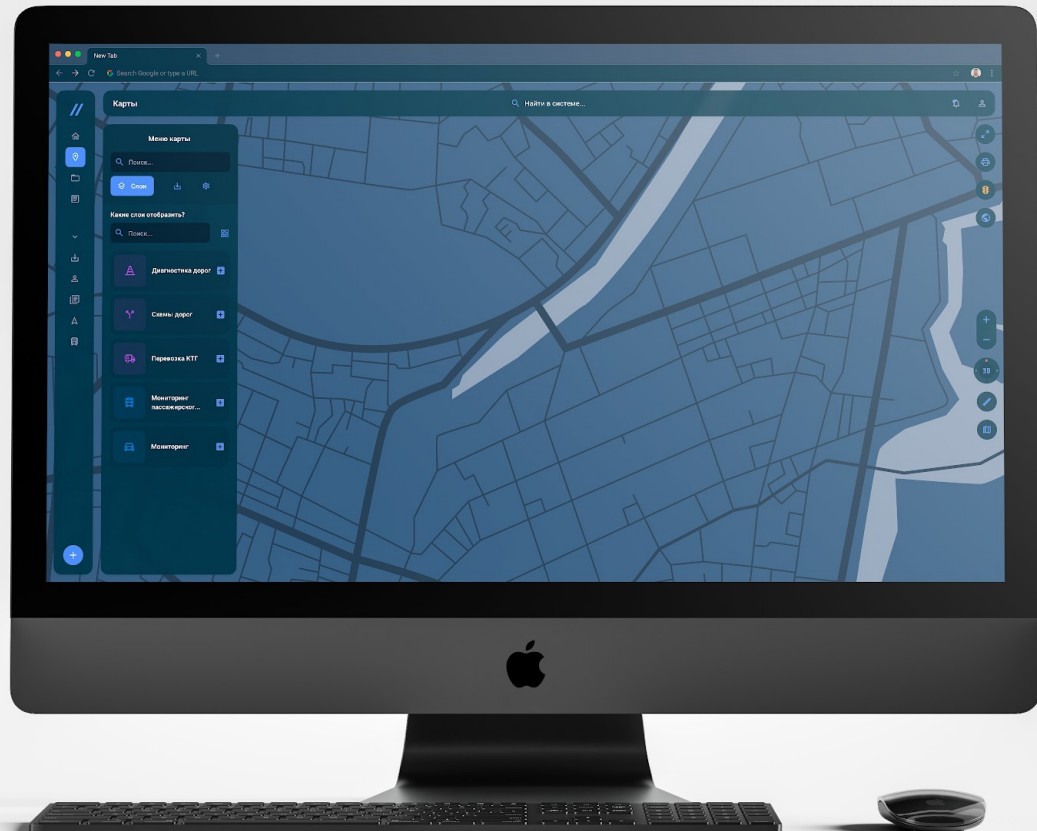 New Tab
Search Google or type a URL
Карты
Найти в системе...
Меню карты
Поиск...
Слои
Какие слои отобразить?
Поиск...
Диагностика дорог
Схемы дорог
Перевозка КТГ
Мониторинг
пассажирског...
Мониторинг
3D